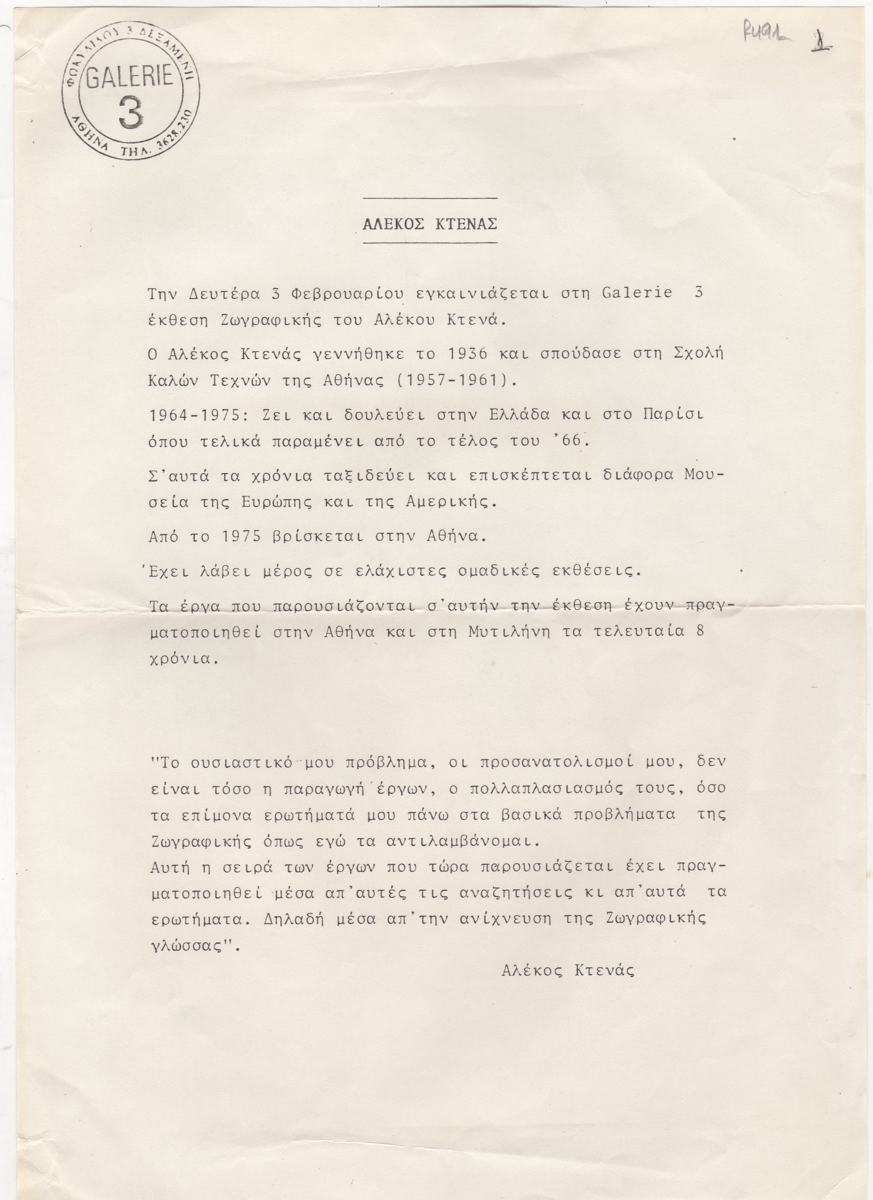 ΦΩΚΥΛΙΔΟΥ 3 ΔΕΞΑΜΕΝΗ
GALERIE
3
ΑΘΗΝΑ ΤΗΛ. 3628.230
ΑΛΕΚΟΣ ΚΤΕΝΑΣ
Την Δευτέρα 3 Φεβρουαρίου εγκαινιάζεται στη Galerie 3
έκθεση Ζωγραφικής του Αλέκου Κτενά.
Ο Αλέκος Κτενάς γεννήθηκε το 1936 και σπούδασε στη Σχολή
Καλών Τεχνών της Αθήνας (1957-1961).
1964-1975: Ζει και δουλεύει στην Ελλάδα και στο Παρίσι
όπου τελικά παραμένει από το τέλος του '66.
Σ'αυτά τα χρόνια ταξιδεύει και επισκέπτεται διάφορα Μου-
σεία της Ευρώπης και της Αμερικής.
Από το 1975 βρίσκεται στην Αθήνα.
Έχει λάβει μέρος σε ελάχιστες ομαδικές εκθέσεις.
Τα έργα που παρουσιάζονται σ'αυτήν την έκθεση έχουν πραγ-
ματοποιηθεί στην Αθήνα και στη Μυτιλήνη τα τελευταία 8
χρόνια.
"Το ουσιαστικό μου πρόβλημα, οι προσανατολισμοί μου, δεν
είναι τόσο η παραγωγή έργων, ο πολλαπλασιασμός τους, όσο
τα επίμονα ερωτήματά μου πάνω στα βασικά προβλήματα της
Ζωγραφικής όπως εγώ τα αντιλαμβάνομαι.
Αυτή η σειρά των έργων που τώρα παρουσιάζεται έχει πραγ-
ματοποιηθεί μέσα απ'αυτές τις αναζητήσεις κι απ'αυτά τα
ερωτήματα. Δηλαδή μέσα απ'την ανίχνευση της Ζωγραφικής
γλώσσας".
Αλέκος Κτενάς